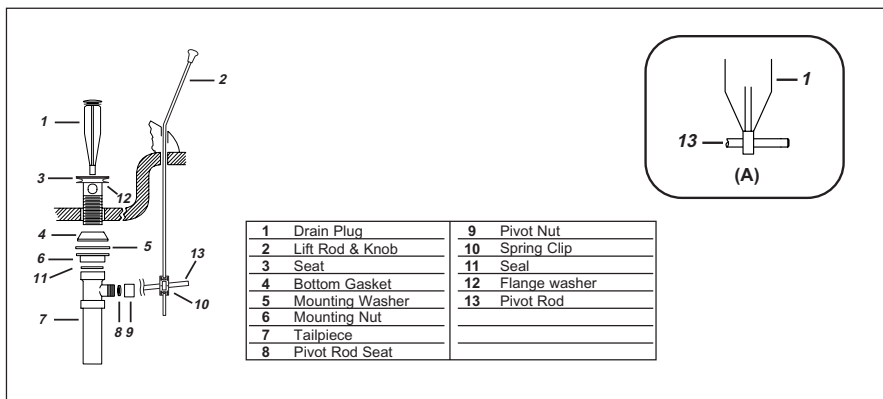 2
1
1
13
3
12
(A)
4
5
13
6
11
10
7
8 9
1 Drain Plug 9 Pivot Nut
2 Lift Rod & Knob 10 Spring Clip
3 Seat 11 Seal
4 Bottom Gasket 12 Flange washer
5 Mounting Washer 13 Pivot Rod
6 Mounting Nut
7 Tailpiece
8 Pivot Rod Seat